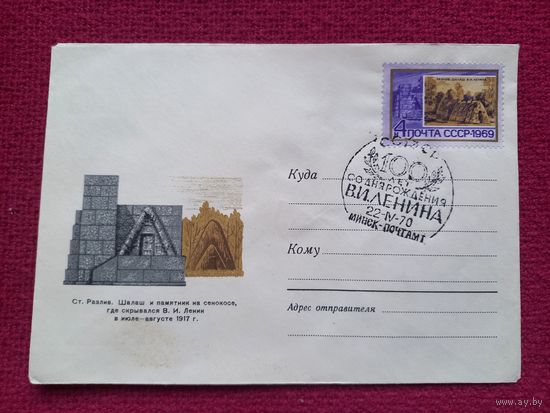 4 ПОЧТА СССР·1969
СССР
100
ЛЕТ
СО ДНЯ РОЖДЕНИЯ
В.И.ЛЕНИНА
22-IV-70
МИНСК-ПОЧТАМТ
Куда
Кому
Адрес отправителя
Ст. Разлив. Шалаш и памятник на сенокосе,
где скрывался В. И. Ленин
в июле—августе 1917 г.
www.ay.by